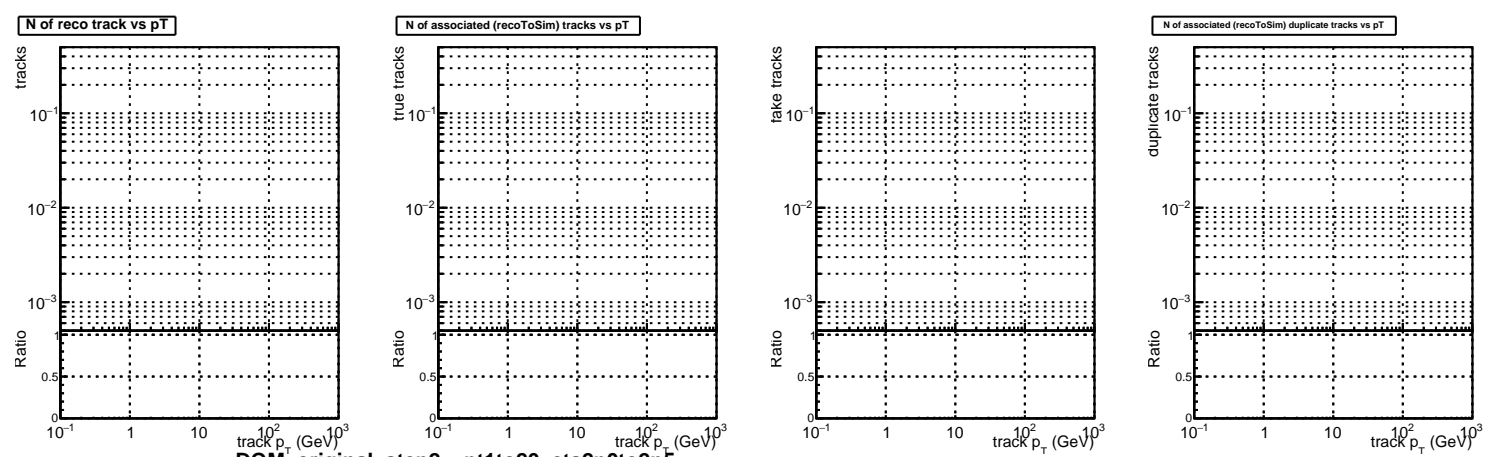 N of reco track vs pT
N of associated (recoToSim) tracks vs pT
N of associated (recoToSim) duplicate tracks vs pT
tracks
10⁻¹
10⁻²
10⁻³
Ratio
1
0.5
0
10⁻¹ 1 10 10² 10³
track p_T (GeV)
true tracks
10⁻¹
10⁻²
10⁻³
Ratio
1
0.5
0
10⁻¹ 1 10 10² 10³
track p_T (GeV)
fake tracks
10⁻¹
10⁻²
10⁻³
Ratio
1
0.5
0
10⁻¹ 1 10 10² 10³
track p_T (GeV)
duplicate tracks
10⁻¹
10⁻²
10⁻³
Ratio
1
0.5
0
10⁻¹ 1 10 10² 10³
track p_T (GeV)